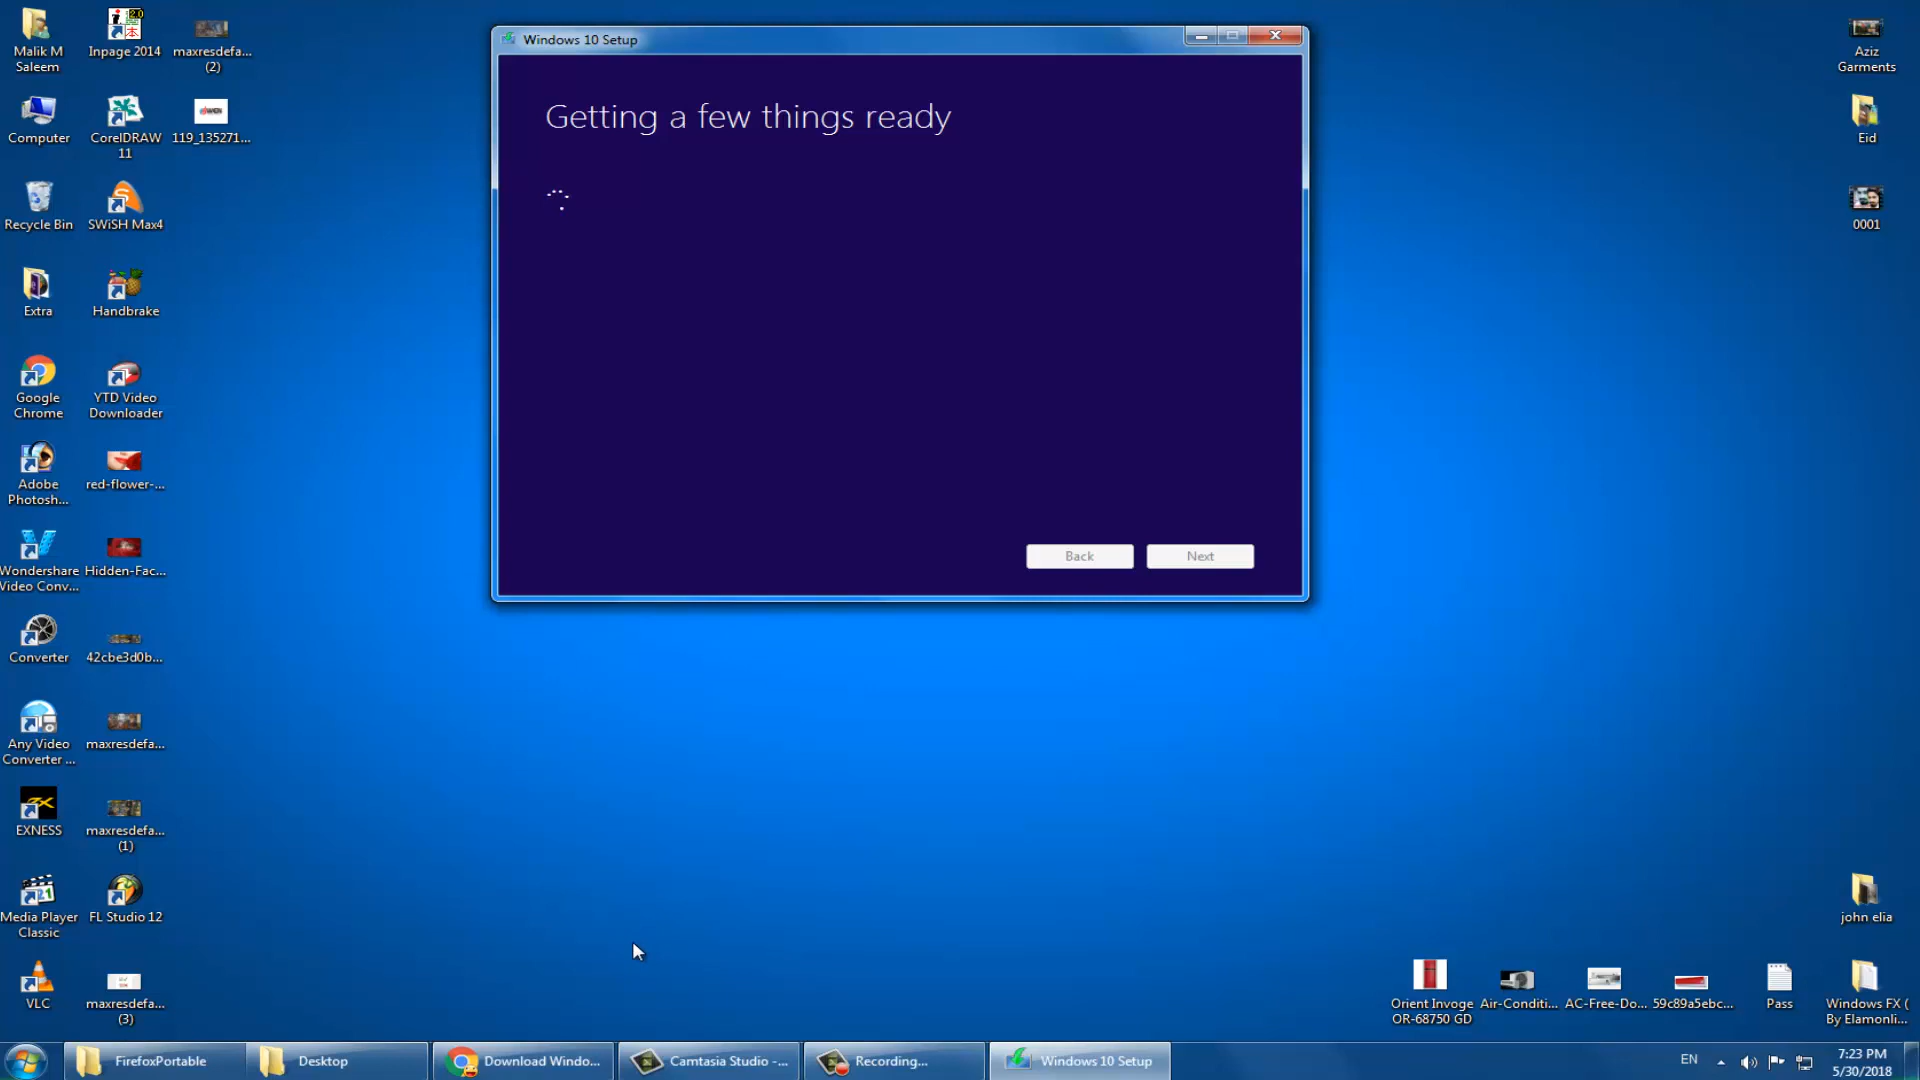 Malik M
Saleem
Inpage 2014
maxresdefa...
(2)
Computer
CorelDRAW
11
119_135271...
Recycle Bin
SWiSH Max4
Extra
Handbrake
Google
Chrome
YTD Video
Downloader
Adobe
Photosh...
red-flower-...
Wondershare
Video Conv...
Hidden-Fac...
Converter
42cbe3d0b...
Any Video
Converter ...
maxresdefa...
EXNESS
maxresdefa...
(1)
Media Player
Classic
FL Studio 12
VLC
maxresdefa...
(3)
Windows 10 Setup
Getting a few things ready
Back
Next
Aziz
Garments
Eid
0001
john elia
Orient Invoge
OR-68750 GD
Air-Conditi...
AC-Free-Do...
59c89a5ebc...
Pass
Windows FX (
By Elamonli...
FirefoxPortable
Desktop
Download Windo...
Camtasia Studio -...
Recording...
Windows 10 Setup
EN
7:23 PM
5/30/2018